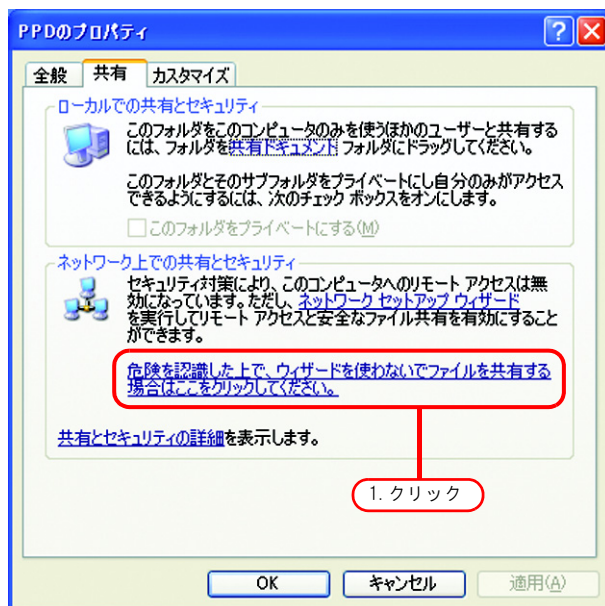 PPDのプロパティ
全般 共有 カスタマイズ
ローカルでの共有とセキュリティ
このフォルダをこのコンピュータのみを使うほかのユーザーと共有する
には、フォルダを共有ドキュメント フォルダにドラッグしてください。
このフォルダとそのサブフォルダをプライベートにし自分のみがアクセス
できるようにするには、次のチェック ボックスをオンにします。
このフォルダをプライベートにする(M)
ネットワーク上での共有とセキュリティ
セキュリティ対策により、このコンピュータへのリモート アクセスは無
効になっています。ただし、ネットワーク セットアップ ウィザード
を実行してリモート アクセスと安全なファイル共有を有効にすること
ができます。
危険を認識した上で、ウィザードを使わないでファイルを共有する
場合はここをクリックしてください。
共有とセキュリティの詳細を表示します。
1. クリック
OK キャンセル 適用(A)